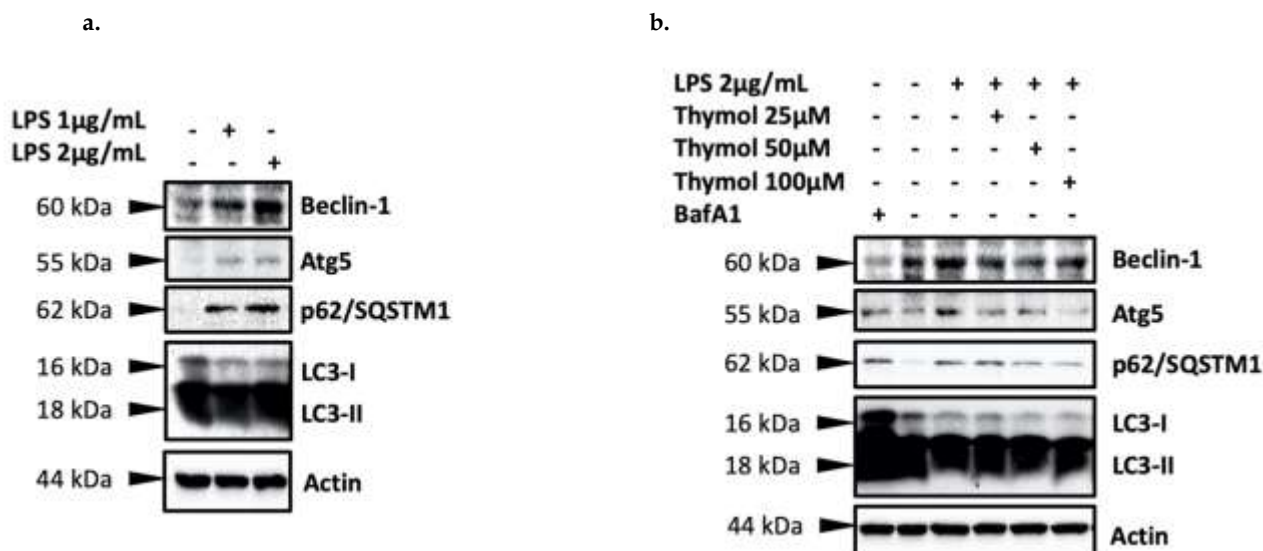 a.
LPS 1µg/mL - + -
LPS 2µg/mL - - +
60 kDa Beclin-1
55 kDa Atg5
62 kDa p62/SQSTM1
16 kDa LC3-I
18 kDa LC3-II
44 kDa Actin
b.
LPS 2µg/mL - - + + + +
Thymol 25µM - - - + - -
Thymol 50µM - - - - + -
Thymol 100µM - - - - - +
BafA1 + - - - - -
60 kDa Beclin-1
55 kDa Atg5
62 kDa p62/SQSTM1
16 kDa LC3-I
18 kDa LC3-II
44 kDa Actin